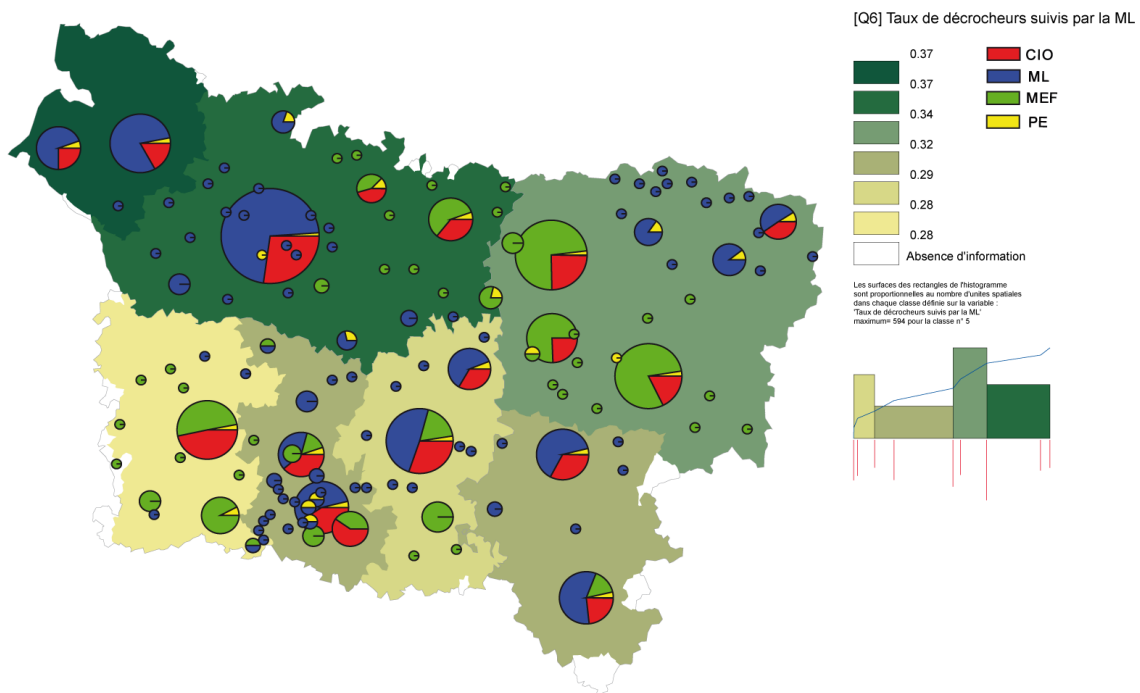 [Q6] Taux de décrocheurs suivis par la ML
0.37
0.37
0.34
0.32
0.29
0.28
0.28
Absence d'information
CIO
ML
MEF
PE
Les surfaces des rectangles de l'histogramme
sont proportionnelles au nombre d'unites spatiales
dans chaque classe définie sur la variable :
'Taux de décrocheurs suivis par la ML'
maximum= 594 pour la classe n° 5